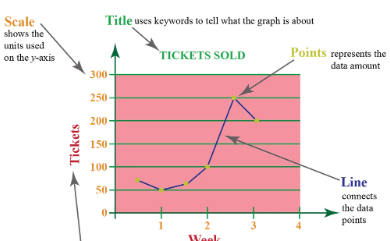 Scale
shows the
units used
on the y-axis
Title uses keywords to tell what the graph is about
TICKETS SOLD
Points represents the
data amount
300
250
200
150
100
50
0
Tickets
1 2 3 4
Week
Line
connects
the data
points